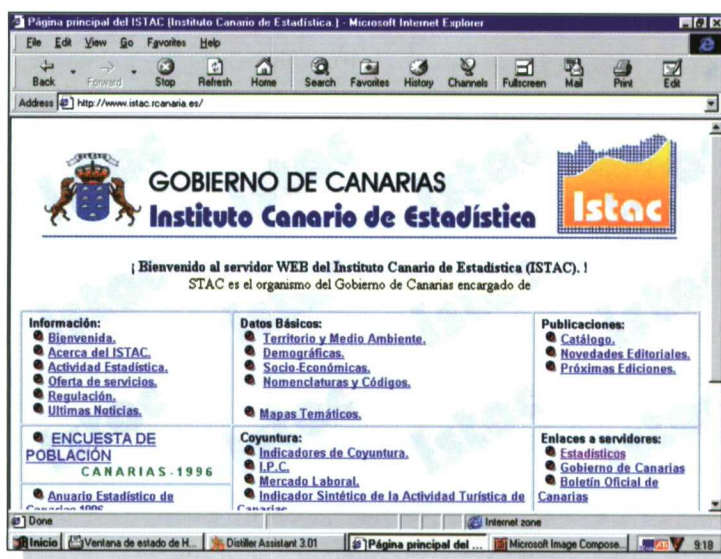 Página principal del ISTAC (Instituto Canario de Estadística.) - Microsoft Internet Explorer
File Edit View Go Favorites Help
Back Forward Stop Refresh Home Search Favorites History Channels Fullscreen Mail Print Edit
Address http://www.istac.rcanaria.es/
GOBIERNO DE CANARIAS
Instituto Canario de Estadística
Istac
¡ Bienvenido al servidor WEB del Instituto Canario de Estadística (ISTAC). !
STAC es el organismo del Gobierno de Canarias encargado de
Información:
Bienvenida.
Acerca del ISTAC.
Actividad Estadística.
Oferta de servicios.
Regulación.
Ultimas Noticias.
Datos Básicos:
Territorio y Medio Ambiente.
Demográficas.
Socio-Económicas.
Nomenclaturas y Códigos.
Mapas Temáticos.
Publicaciones:
Catálogo.
Novedades Editoriales.
Próximas Ediciones.
ENCUESTA DE
POBLACIÓN
CANARIAS-1996
Anuario Estadístico de
Canarias 1996
Coyuntura:
Indicadores de Coyuntura.
I.P.C.
Mercado Laboral.
Indicador Sintético de la Actividad Turística de
Canarias
Enlaces a servidores:
Estadísticos
Gobierno de Canarias
Boletín Oficial de
Canarias
Done
Internet zone
Inicio Ventana de estado de H... Distiller Assistant 3.01 Página principal del ... Microsoft Image Compose... 9:18